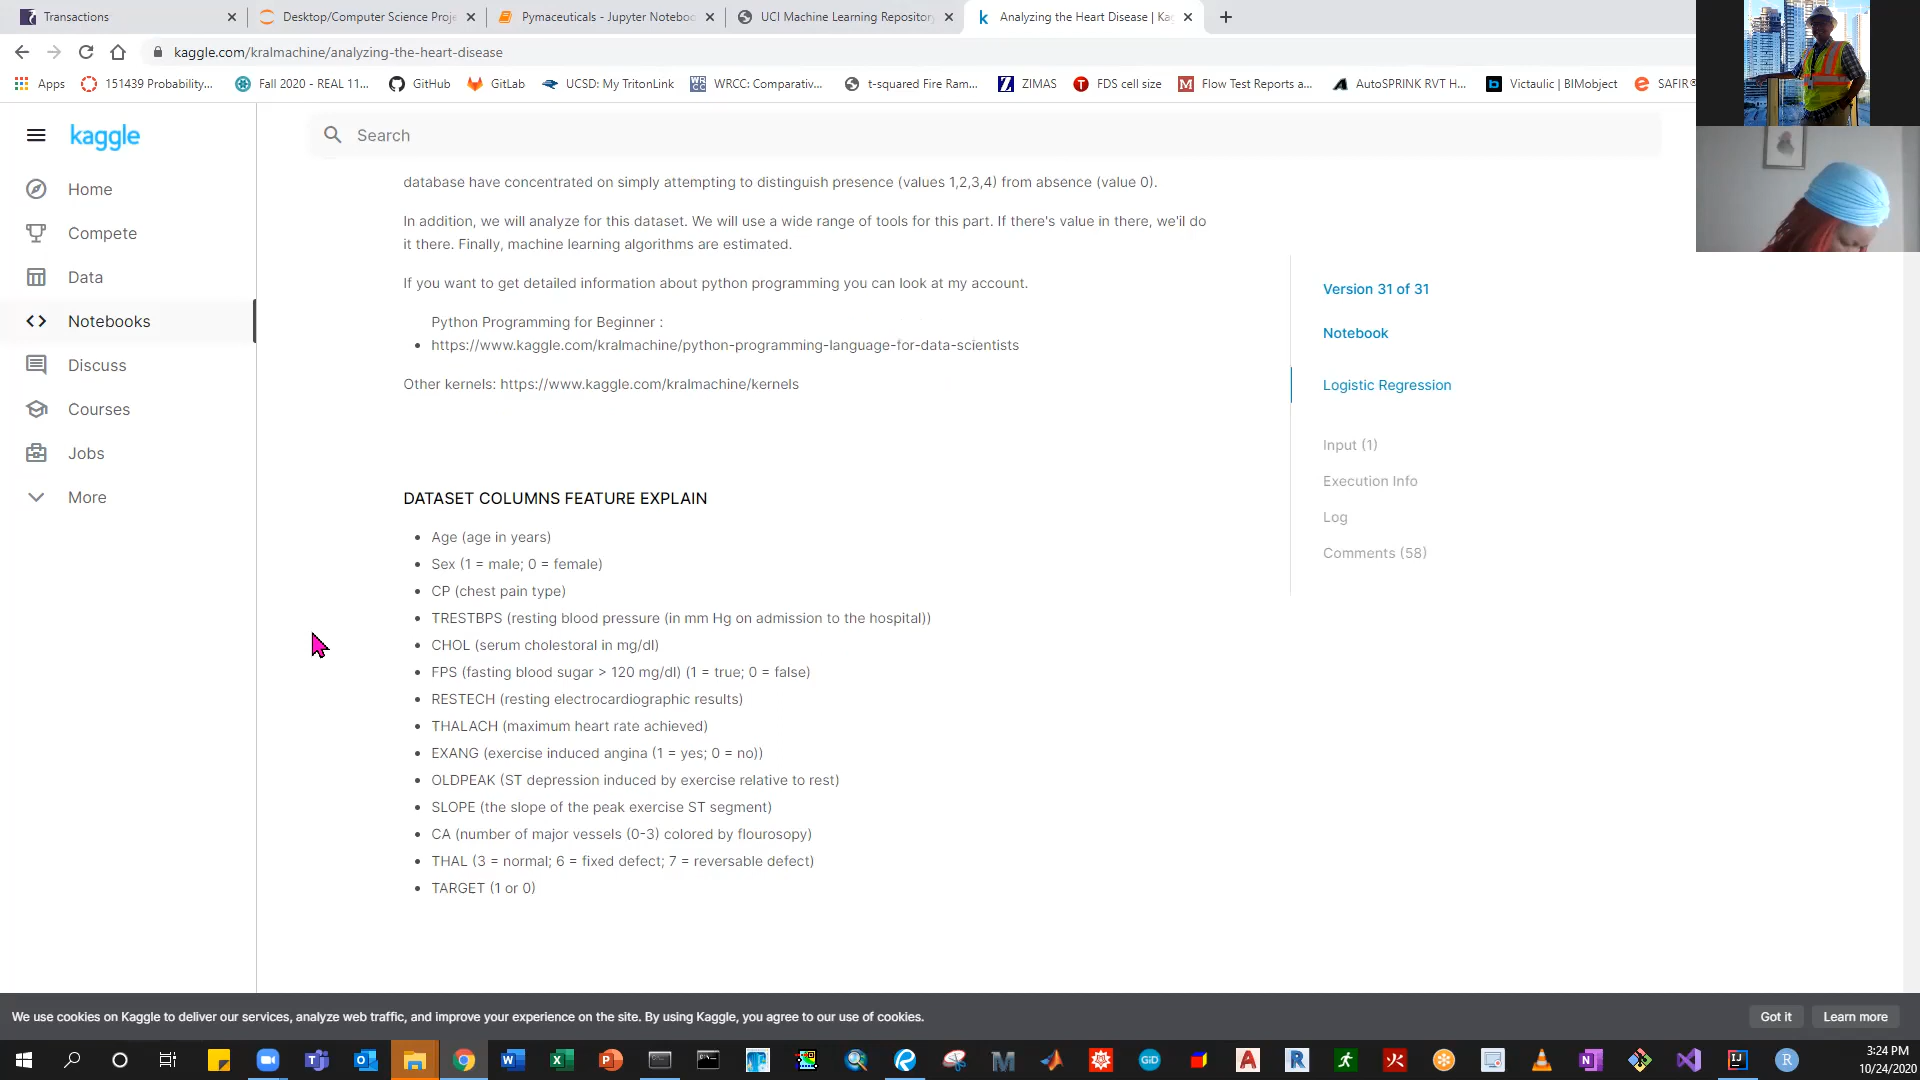 Transactions
Desktop/Computer Science Proje
Pymaceuticals - Jupyter Noteboo
UCI Machine Learning Repository
Analyzing the Heart Disease | Kag
kaggle.com/kralmachine/analyzing-the-heart-disease
Apps
151439 Probability...
Fall 2020 - REAL 11...
GitHub
GitLab
UCSD: My TritonLink
WRCC: Comparativ...
t-squared Fire Ram...
ZIMAS
FDS cell size
Flow Test Reports a...
AutoSPRINK RVT H...
Victaulic | BIMobject
SAFIR®
kaggle
Search
Home
Compete
Data
Notebooks
Discuss
Courses
Jobs
More
database have concentrated on simply attempting to distinguish presence (values 1,2,3,4) from absence (value 0).
In addition, we will analyze for this dataset. We will use a wide range of tools for this part. If there's value in there, we'il do
it there. Finally, machine learning algorithms are estimated.
If you want to get detailed information about python programming you can look at my account.
Python Programming for Beginner :
• https://www.kaggle.com/kralmachine/python-programming-language-for-data-scientists
Other kernels: https://www.kaggle.com/kralmachine/kernels
DATASET COLUMNS FEATURE EXPLAIN
• Age (age in years)
• Sex (1 = male; 0 = female)
• CP (chest pain type)
• TRESTBPS (resting blood pressure (in mm Hg on admission to the hospital))
• CHOL (serum cholestoral in mg/dl)
• FPS (fasting blood sugar > 120 mg/dl) (1 = true; 0 = false)
• RESTECH (resting electrocardiographic results)
• THALACH (maximum heart rate achieved)
• EXANG (exercise induced angina (1 = yes; 0 = no))
• OLDPEAK (ST depression induced by exercise relative to rest)
• SLOPE (the slope of the peak exercise ST segment)
• CA (number of major vessels (0-3) colored by flourosopy)
• THAL (3 = normal; 6 = fixed defect; 7 = reversable defect)
• TARGET (1 or 0)
Version 31 of 31
Notebook
Logistic Regression
Input (1)
Execution Info
Log
Comments (58)
We use cookies on Kaggle to deliver our services, analyze web traffic, and improve your experience on the site. By using Kaggle, you agree to our use of cookies.
Got it
Learn more
3:24 PM
10/24/2020